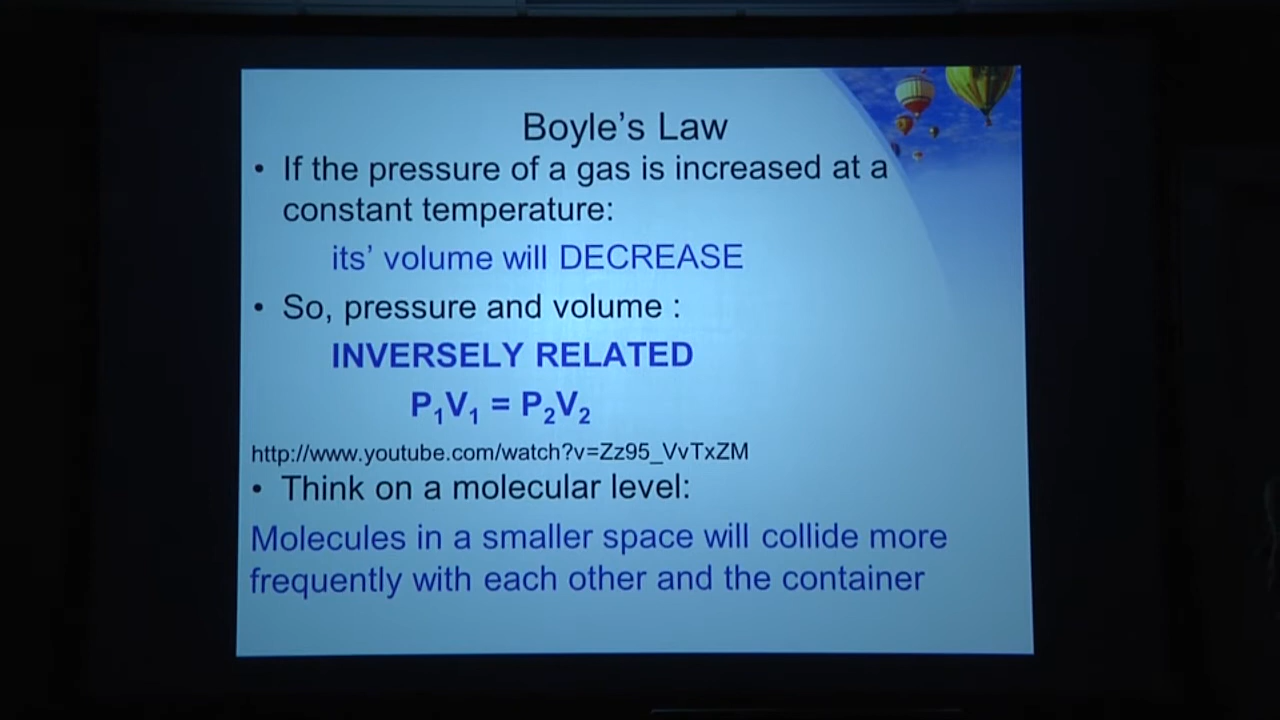 Boyle's Law
• If the pressure of a gas is increased at a
constant temperature:
its' volume will DECREASE
• So, pressure and volume :
INVERSELY RELATED
P₁V₁ = P₂V₂
http://www.youtube.com/watch?v=Zz95_VvTxZM
• Think on a molecular level:
Molecules in a smaller space will collide more
frequently with each other and the container